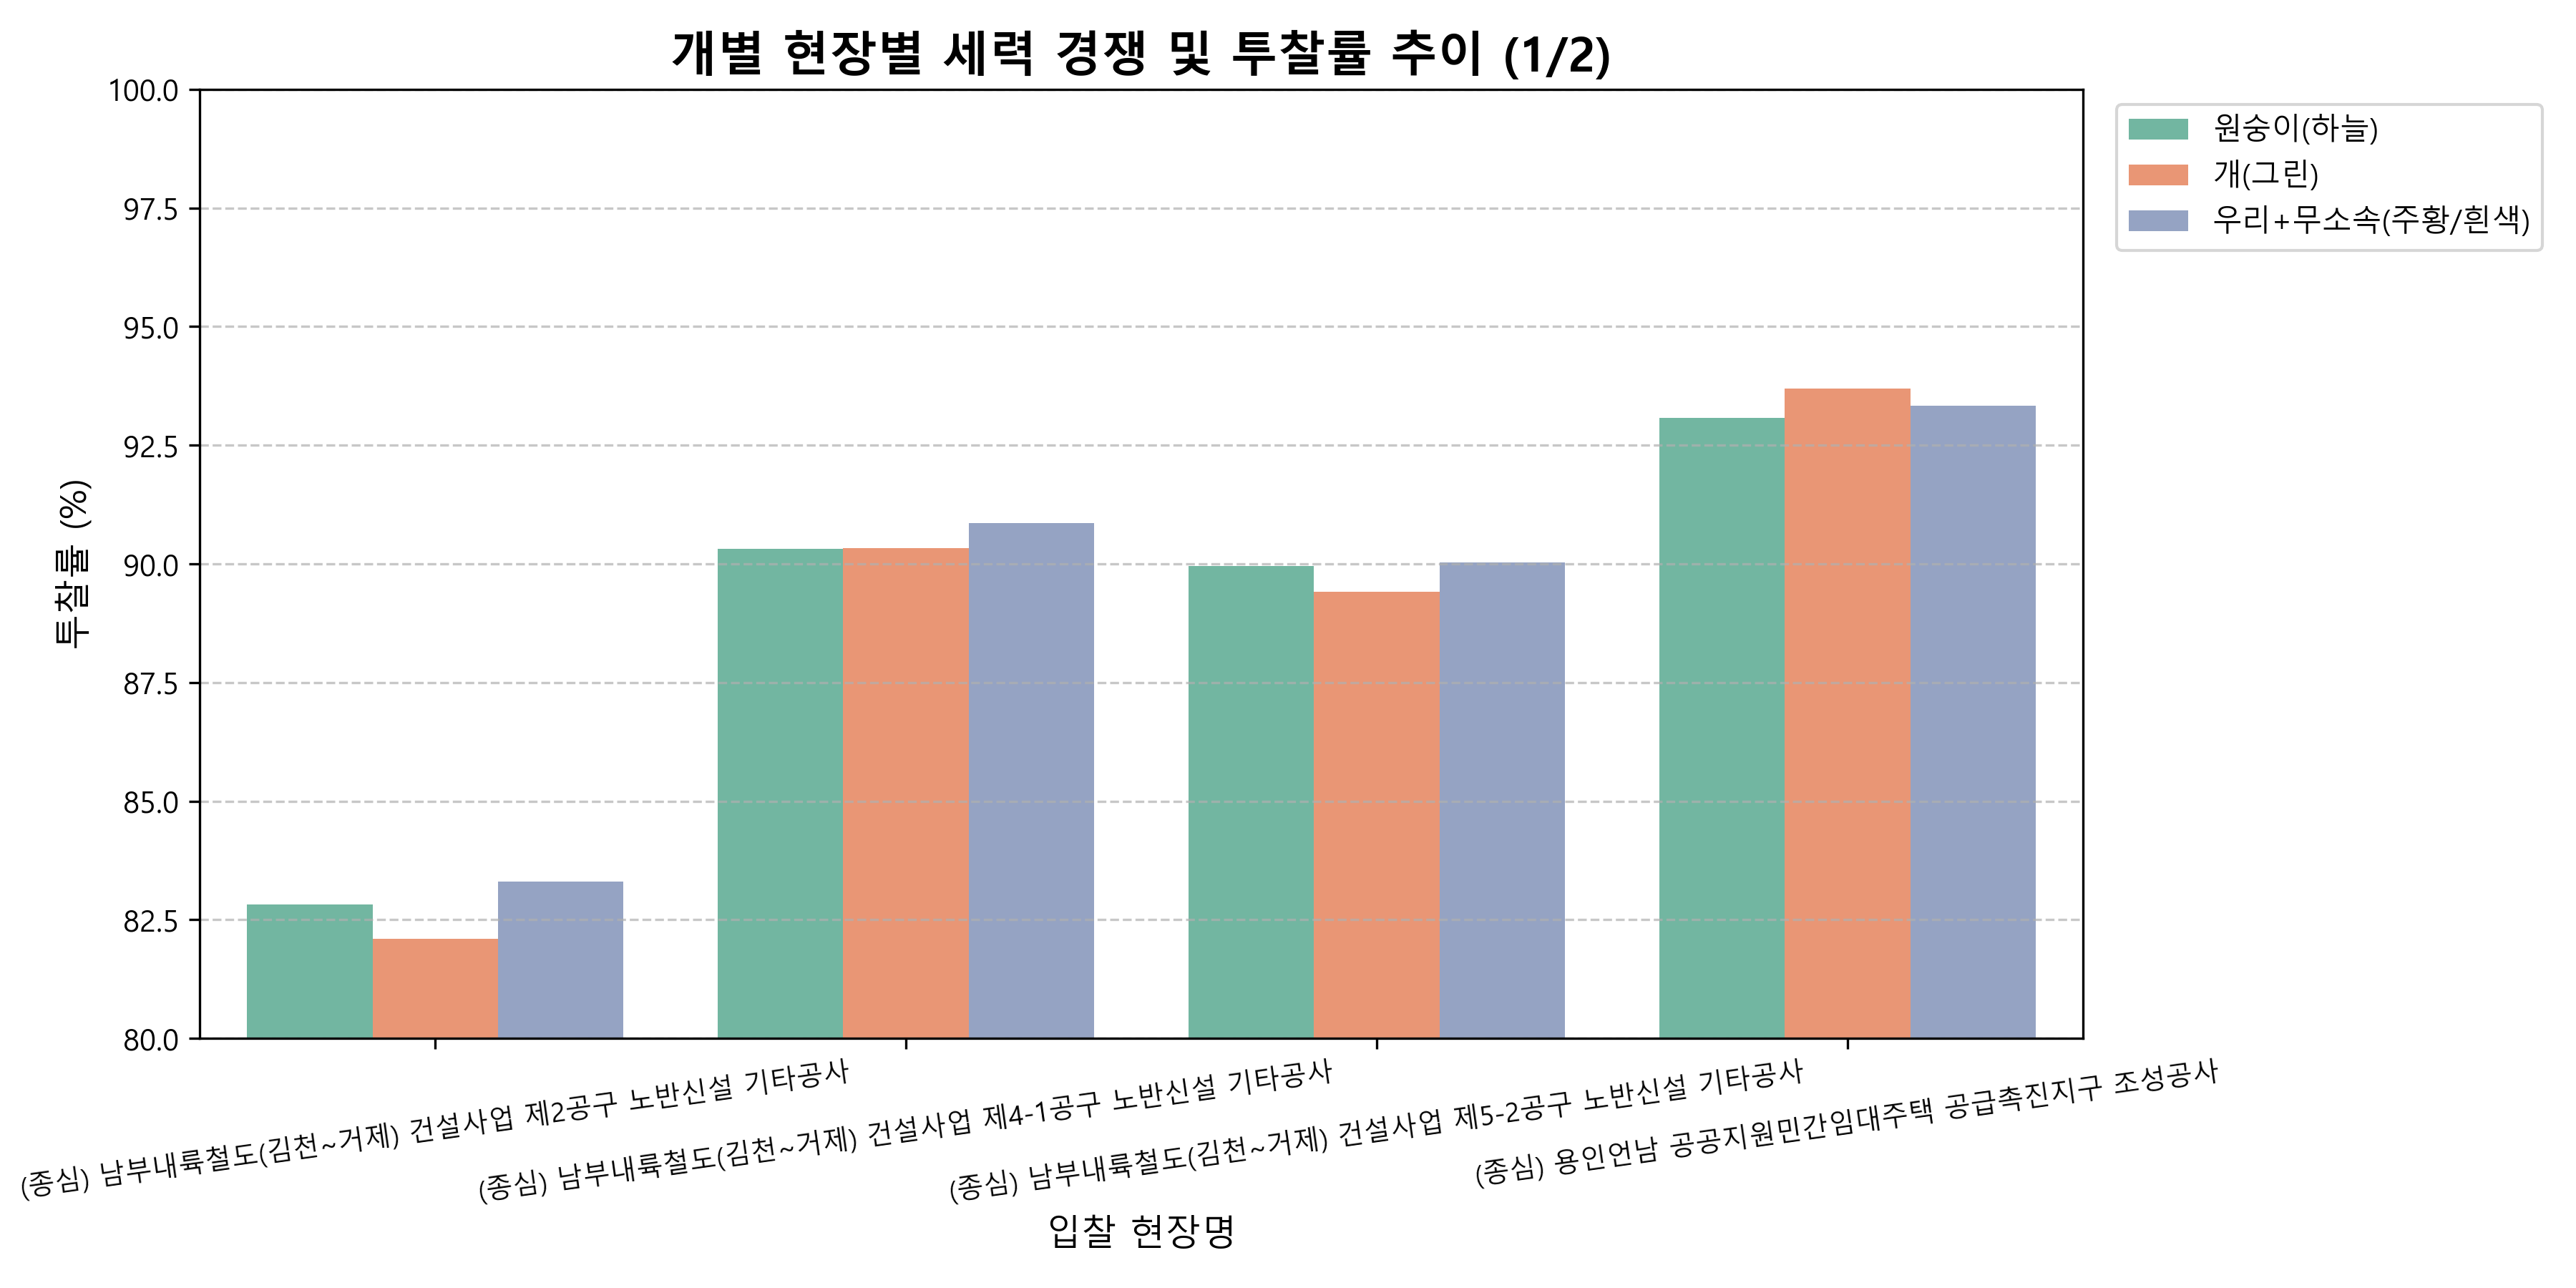 개별 현장별 세력 경쟁 및 투찰률 추이 (1/2)
원숭이(하늘)
개(그린)
우리+무소속(주황/흰색)
투찰률 (%)
100.0
97.5
95.0
92.5
90.0
87.5
85.0
82.5
80.0
(종심) 남부내륙철도(김천~거제) 건설사업 제2공구 노반신설 기타공사
(종심) 남부내륙철도(김천~거제) 건설사업 제4-1공구 노반신설 기타공사
(종심) 남부내륙철도(김천~거제) 건설사업 제5-2공구 노반신설 기타공사
(종심) 용인언남 공공지원민간임대주택 공급촉진지구 조성공사
입찰 현장명